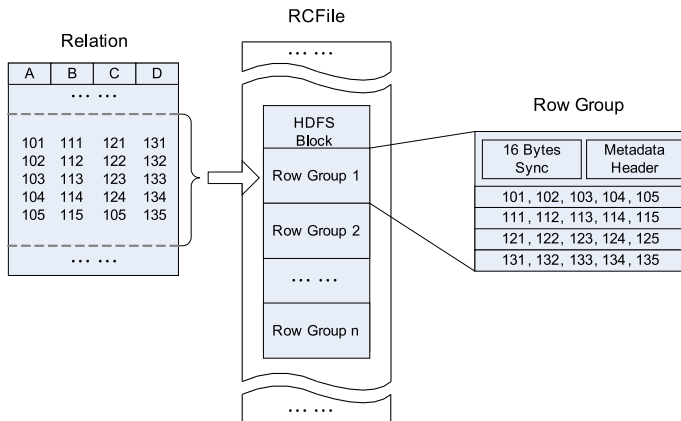 Relation
A B C D
... ...
101 111 121 131
102 112 122 132
103 113 123 133
104 114 124 134
105 115 105 135
... ...
RCFile
... ...
HDFS
Block
Row Group 1
Row Group 2
... ...
Row Group n
... ...
Row Group
16 Bytes
Sync
Metadata
Header
101, 102, 103, 104, 105
111, 112, 113, 114, 115
121, 122, 123, 124, 125
131, 132, 133, 134, 135